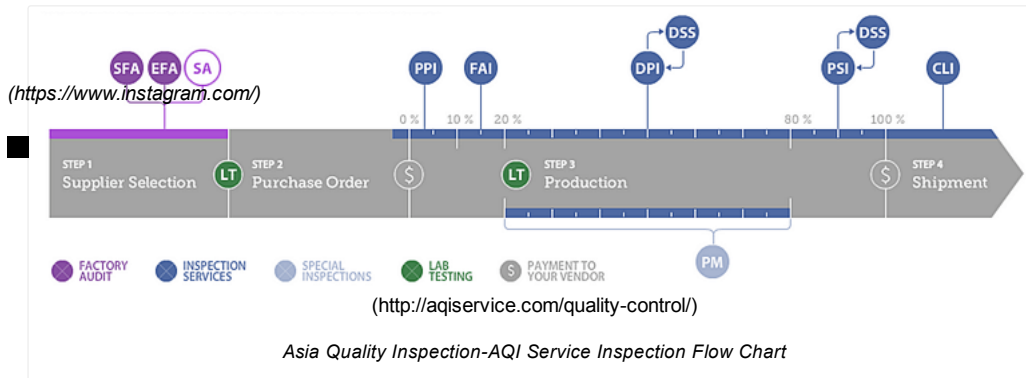 DSS DSS
SFA EFA SA PPI FAI DPI PSI CLI
(https://www.instagram.com/)
0 % 10 % 20 % 80 % 100 %
STEP 1
Supplier Selection
LT
STEP 2
Purchase Order
$
LT
STEP 3
Production
$
STEP 4
Shipment
PM
FACTORY
AUDIT
INSPECTION
SERVICES
SPECIAL
INSPECTIONS
LAB
TESTING
$
PAYMENT TO
YOUR VENDOR
(http://aqiservice.com/quality-control/)
Asia Quality Inspection-AQI Service Inspection Flow Chart